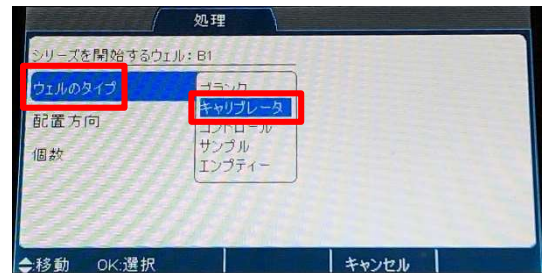 処理
シリーズを開始するウェル: B1
ウェルのタイプ
ブランク
キャリブレータ
配置方向
コントロール
個数
サンプル
エンプティー
移動 OK:選択 キャンセル